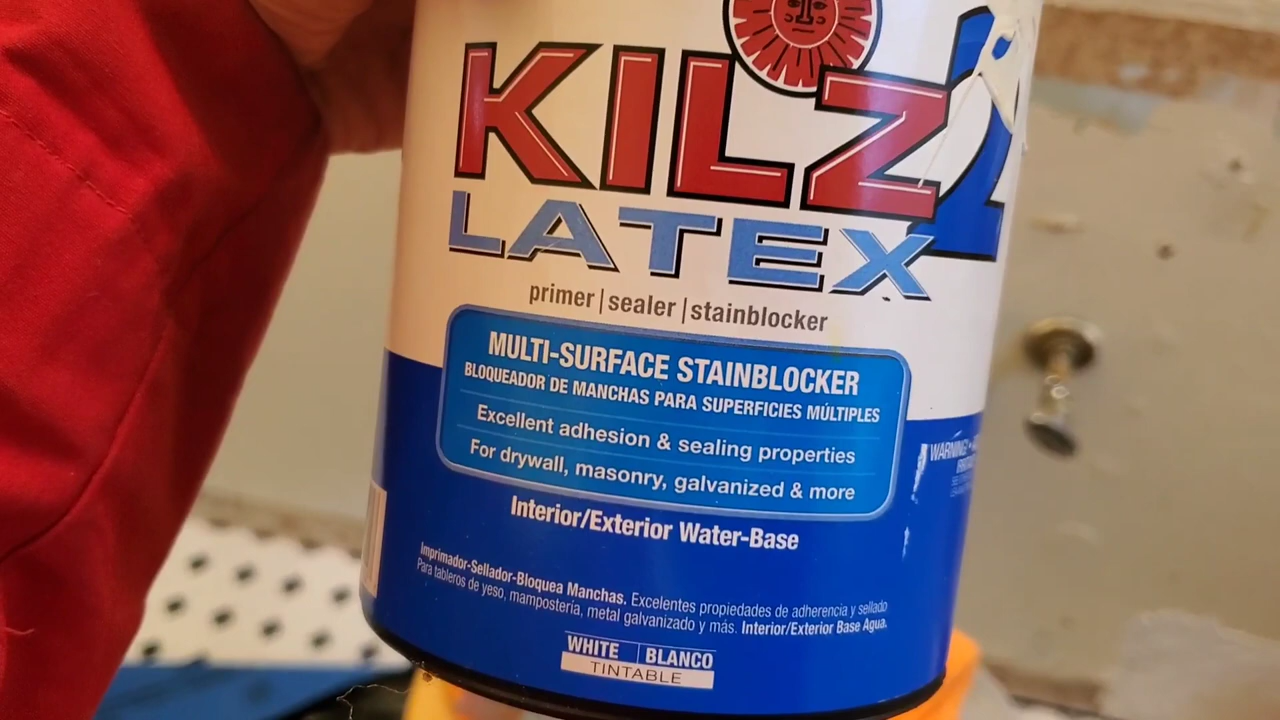 KILZ 2
LATEX
primer | sealer | stainblocker
MULTI-SURFACE STAINBLOCKER
BLOQUEADOR DE MANCHAS PARA SUPERFICIES MÚLTIPLES
Excellent adhesion & sealing properties
For drywall, masonry, galvanized & more
WARNING!
Interior/Exterior Water-Base
Imprimador-Sellador-Bloquea Manchas. Excelentes propiedades de adherencia y sellado
Para tableros de yeso, mampostería, metal galvanizado y más. Interior/Exterior Base Agua.
WHITE | BLANCO
TINTABLE